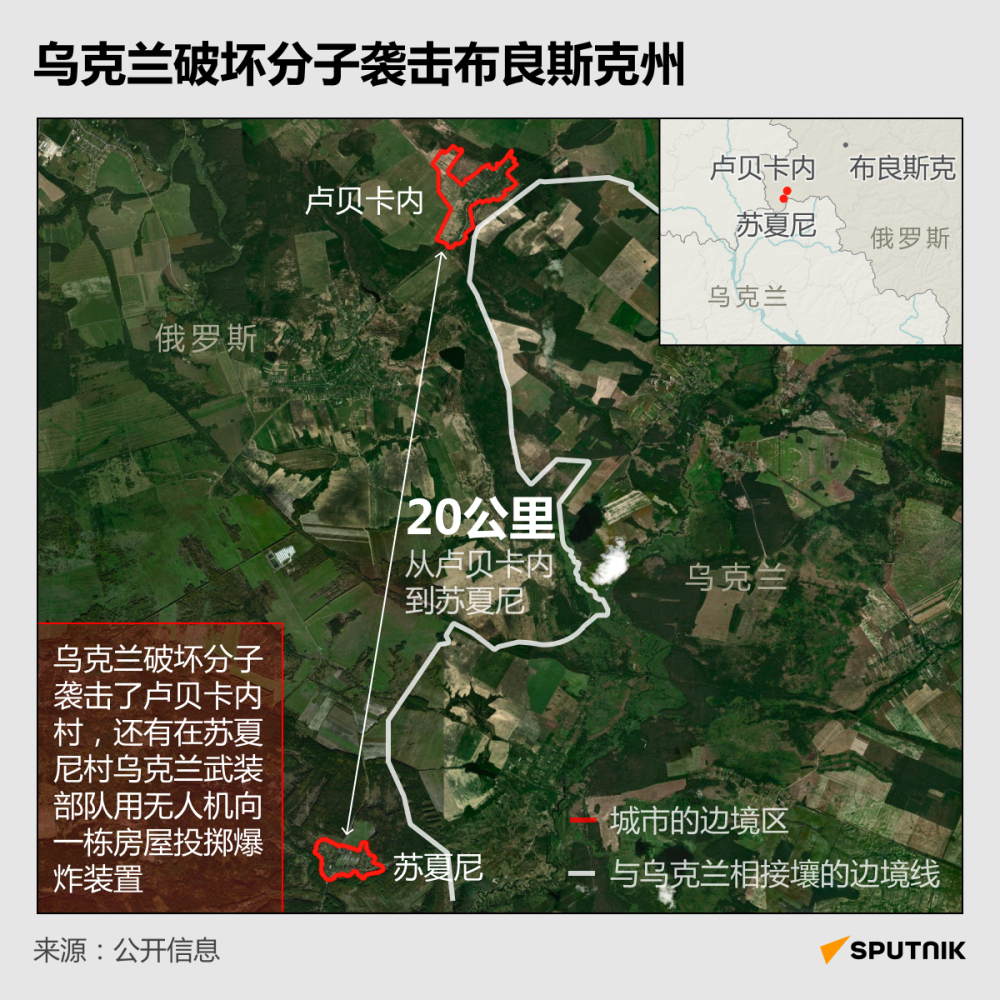 乌克兰破坏分子袭击布良斯克州
卢贝卡内
布良斯克
卢贝卡内
苏夏尼
俄罗斯
乌克兰
俄罗斯
20公里
从卢贝卡内
到苏夏尼
乌克兰
乌克兰破坏分子
袭击了卢贝卡内
村，还有在苏夏
尼村乌克兰武装
部队用无人机向
一栋房屋投掷爆
炸装置
苏夏尼
城市的边境区
与乌克兰相接壤的边境线
来源：公开信息
SPUTNIK